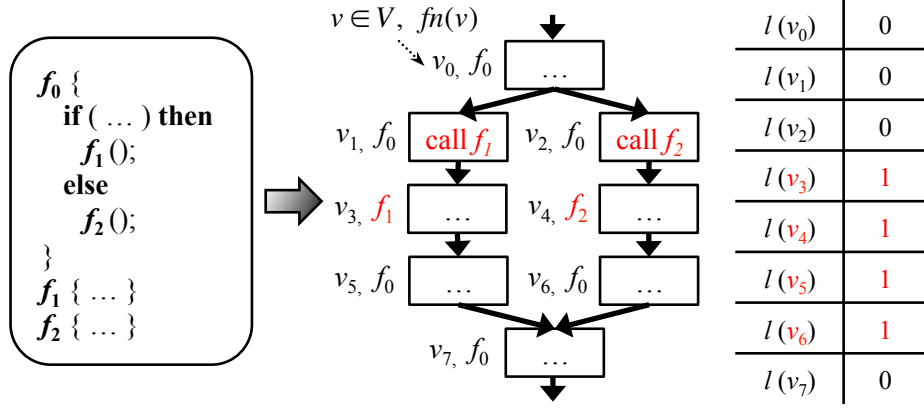 f₀ {
if ( … ) then
f₁ ();
else
f₂ ();
}
f₁ { … }
f₂ { … }
v ∈ V, fn(v)
v₀, f₀
…
v₁, f₀
call f₁
v₂, f₀
call f₂
v₃, f₁
…
v₄, f₂
…
v₅, f₀
…
v₆, f₀
…
v₇, f₀
…
l (v₀) 0
l (v₁) 0
l (v₂) 0
l (v₃) 1
l (v₄) 1
l (v₅) 1
l (v₆) 1
l (v₇) 0